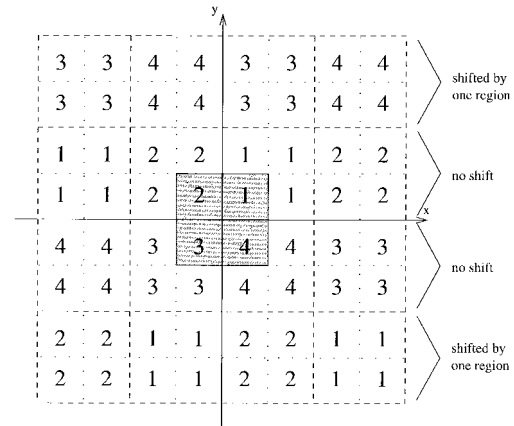 y
3 3 4 4 3 3 4 4
shifted by
3 3 4 4 3 3 4 4
one region
1 1 2 2 1 1 2 2
no shift
1 1 2 2 1 1 2 2
x
4 4 3 3 4 4 3 3
no shift
4 4 3 3 4 4 3 3
2 2 1 1 2 2 1 1
shifted by
one region
2 2 1 1 2 2 1 1